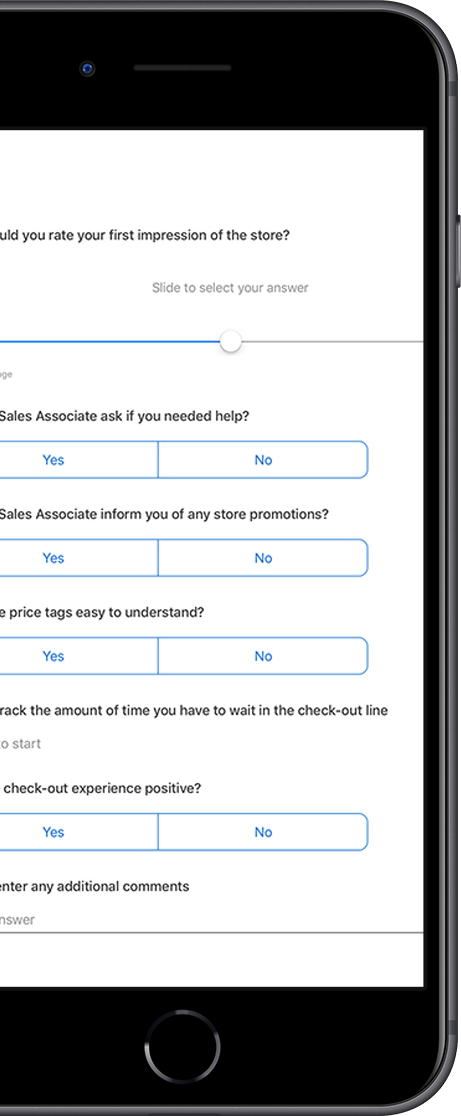 uld you rate your first impression of the store?
Slide to select your answer
ge
Sales Associate ask if you needed help?
Yes No
Sales Associate inform you of any store promotions?
Yes No
e price tags easy to understand?
Yes No
rack the amount of time you have to wait in the check-out line
o start
check-out experience positive?
Yes No
enter any additional comments
nswer